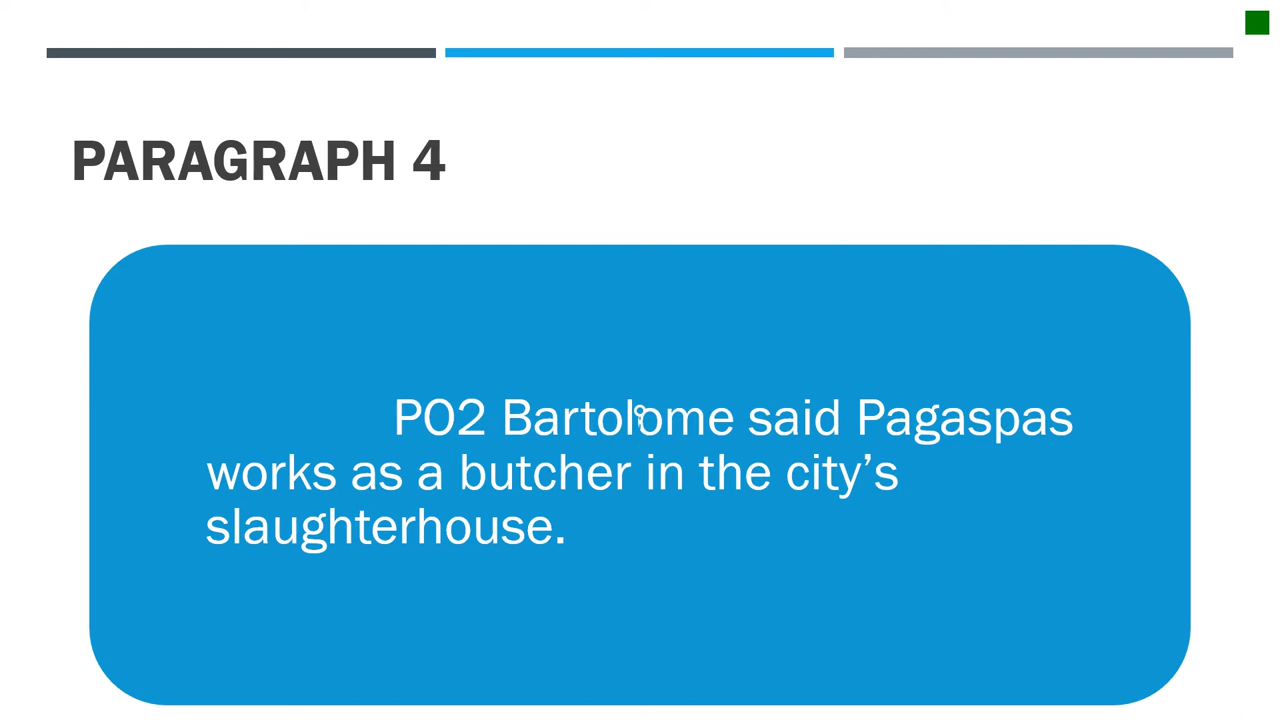 PARAGRAPH 4
PO2 Bartolome said Pagaspas
works as a butcher in the city’s
slaughterhouse.